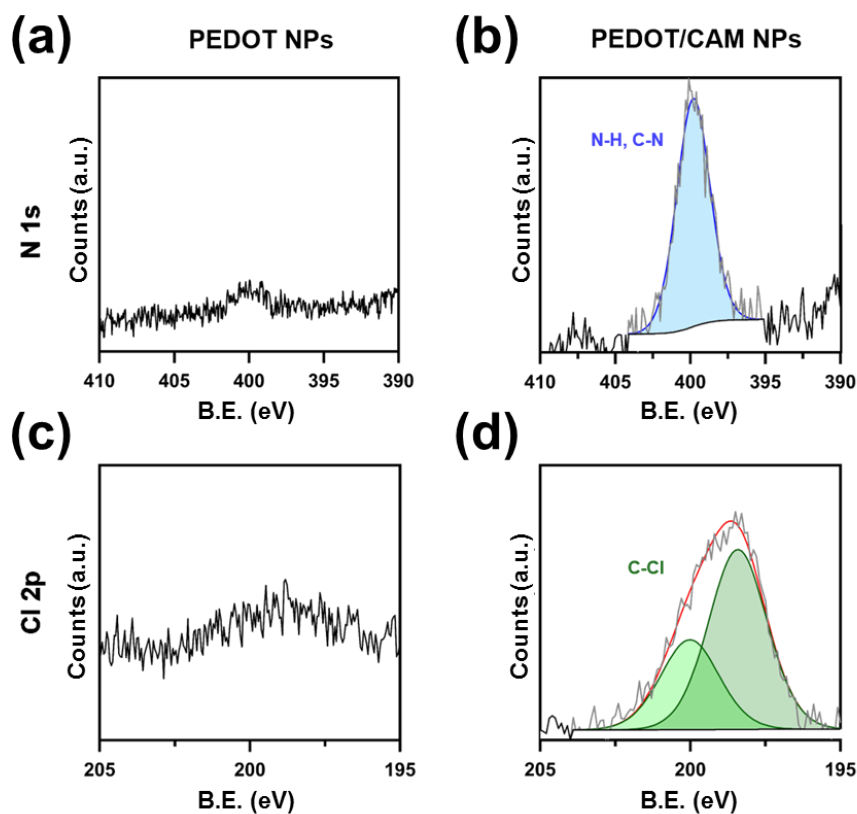 (a)
PEDOT NPs
(b)
PEDOT/CAM NPs
N 1s
Counts (a.u.)
410 405 400 395 390
B.E. (eV)
Counts (a.u.)
N-H, C-N
410 405 400 395 390
B.E. (eV)
(c)
(d)
Cl 2p
Counts (a.u.)
205 200 195
B.E. (eV)
Counts (a.u.)
C-Cl
205 200 195
B.E. (eV)